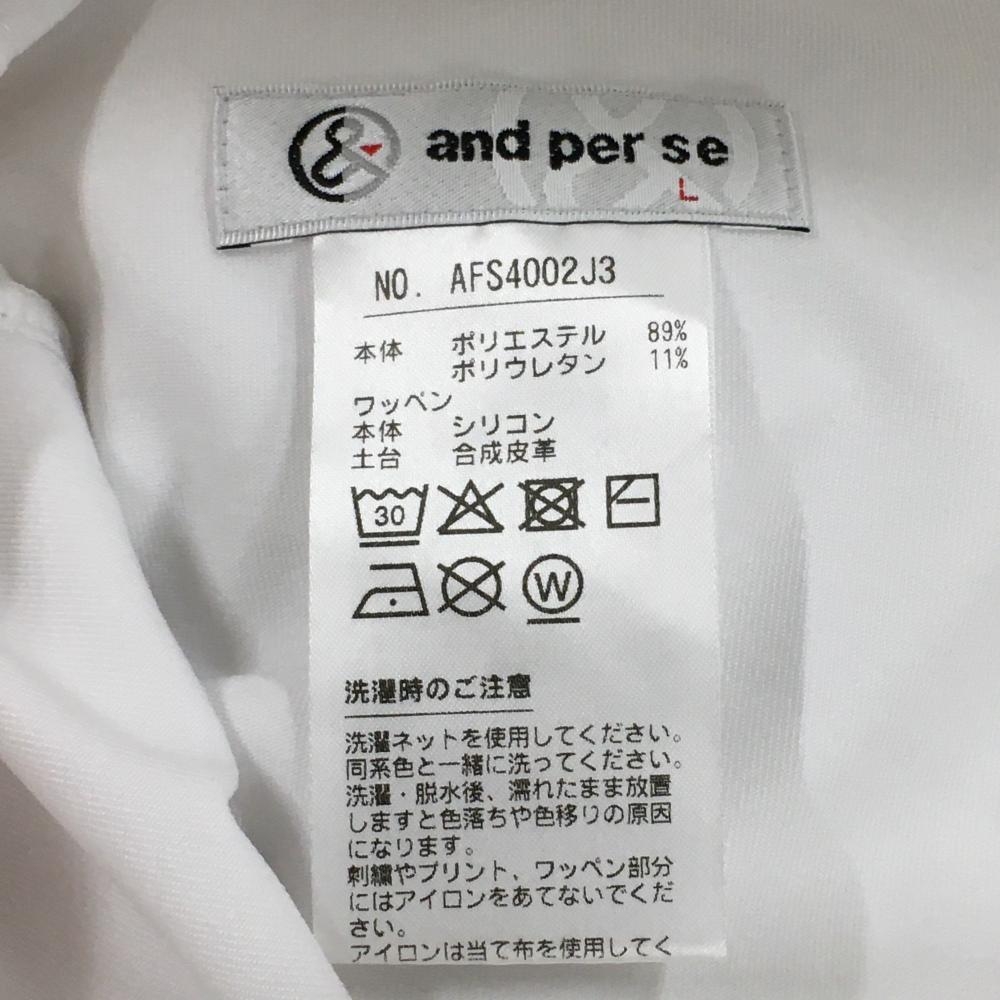 and per se
L
NO. AFS4002J3
本体 ポリエステル 89%
ポリウレタン 11%
ワッペン
本体 シリコン
土台 合成皮革
30
W
洗濯時のご注意
洗濯ネットを使用してください。
同系色と一緒に洗ってください。
洗濯・脱水後、濡れたまま放置
しますと色落ちや色移りの原因
になります。
刺繍やプリント、ワッペン部分
にはアイロンをあてないでくだ
さい。
アイロンは当て布を使用してく